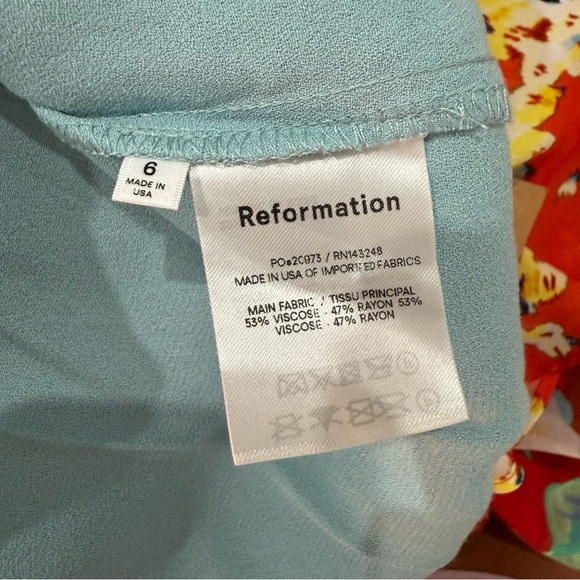 6
MADE IN
USA
Reformation
PO#20973 / RN143248
MADE IN USA OF IMPORTED FABRICS
MAIN FABRIC / TISSU PRINCIPAL
53% VISCOSE - 47% RAYON 53%
VISCOSE - 47% RAYON